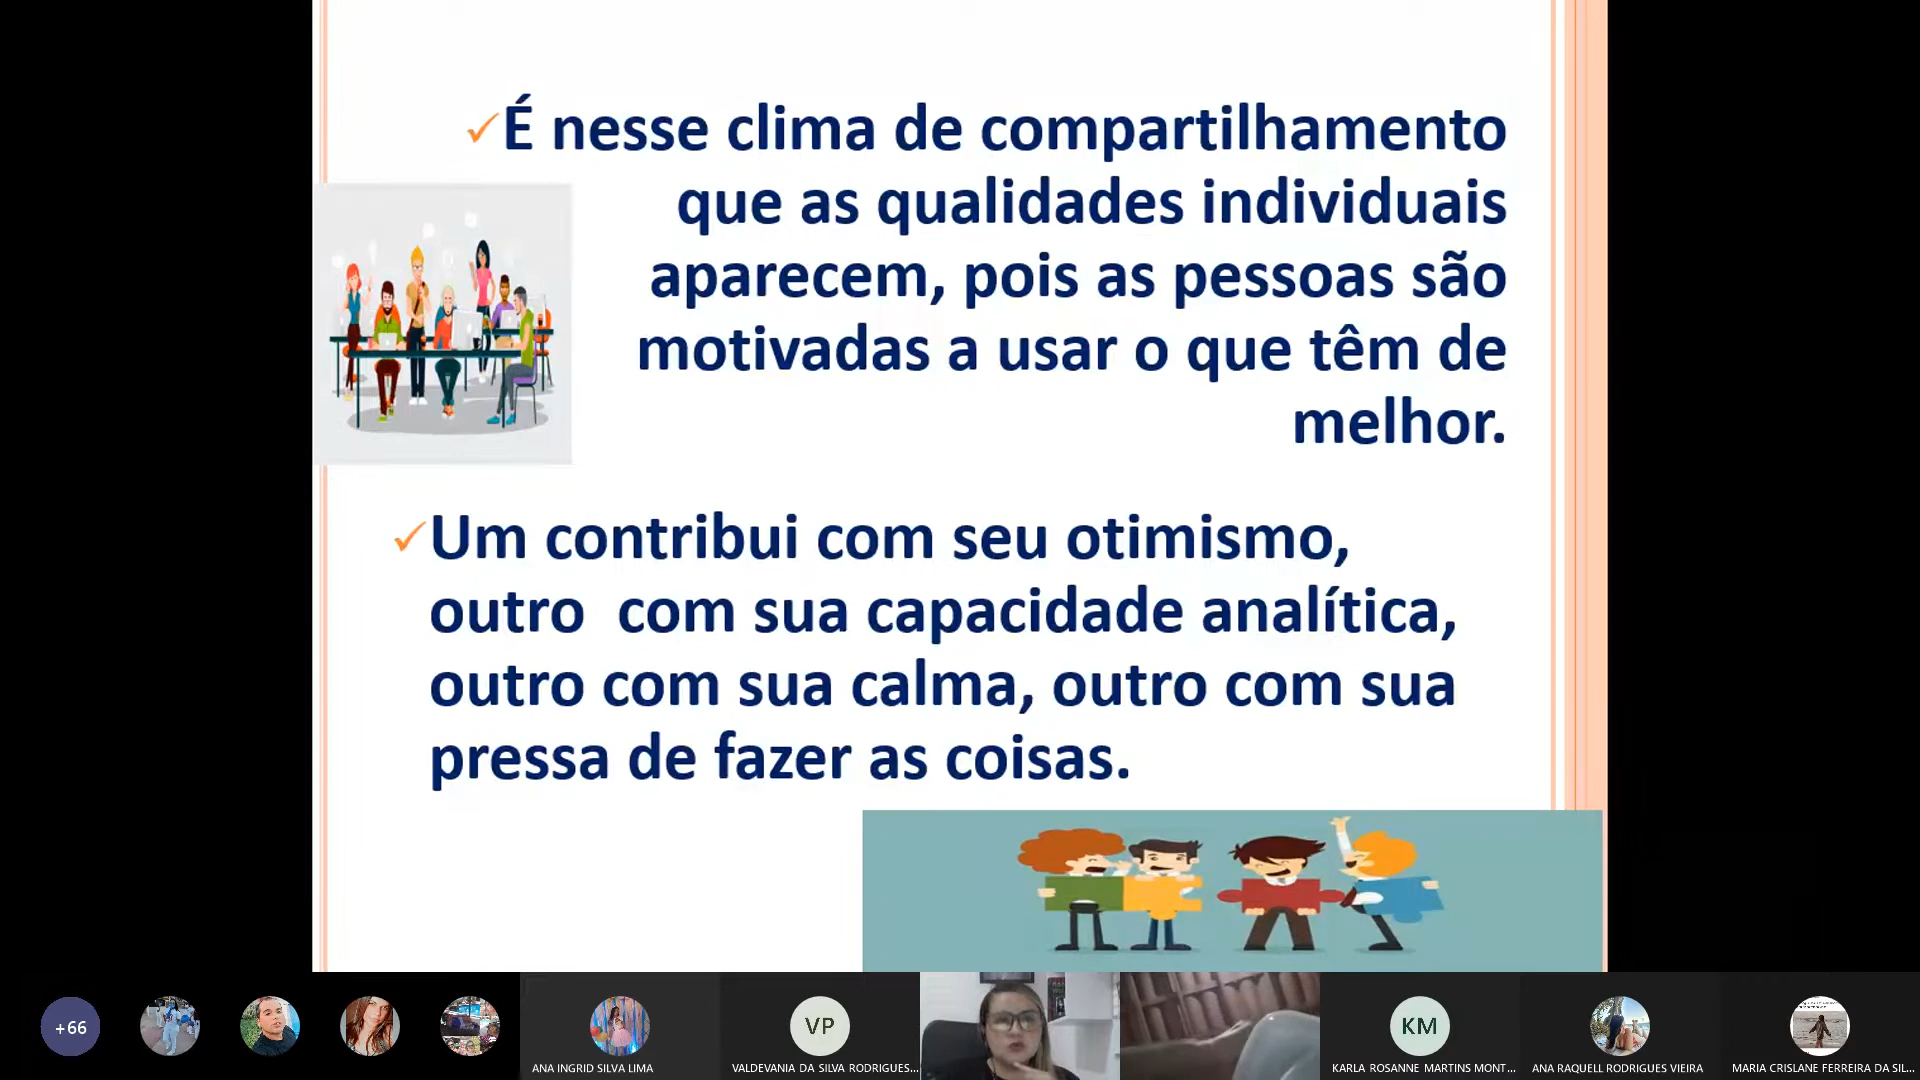 ✓É nesse clima de compartilhamento
que as qualidades individuais
aparecem, pois as pessoas são
motivadas a usar o que têm de
melhor.
✓Um contribui com seu otimismo,
outro  com sua capacidade analítica,
outro com sua calma, outro com sua
pressa de fazer as coisas.
+66
ANA INGRID SILVA LIMA
VP
VALDEVANIA DA SILVA RODRIGUES...
KM
KARLA ROSANNE MARTINS MONT...
ANA RAQUELL RODRIGUES VIEIRA
MARIA CRISLANE FERREIRA DA SIL...